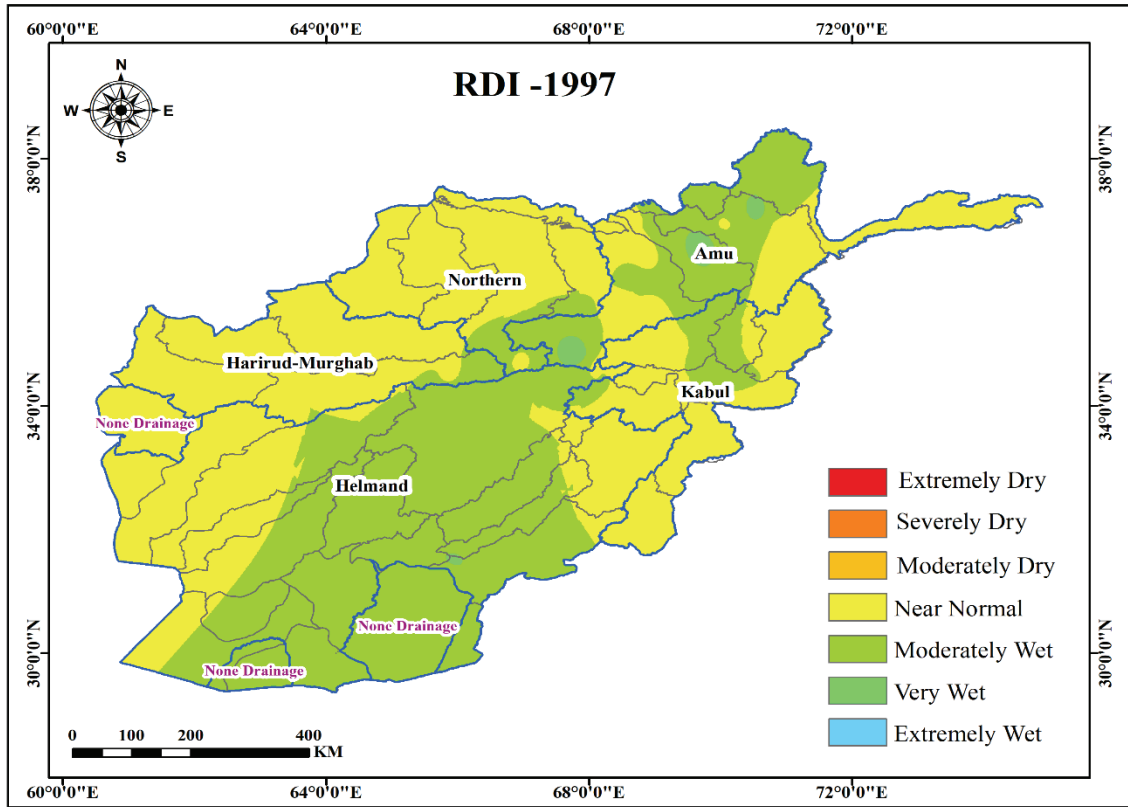 60°0'0"E 64°0'0"E 68°0'0"E 72°0'0"E
RDI -1997
N
W E
S
38°0'0"N 38°0'0"N
Amu
Northern
Harirud-Murghab
Kabul
34°0'0"N 34°0'0"N
None Drainage
Helmand
Extremely Dry
Severely Dry
Moderately Dry
Near Normal
Moderately Wet
Very Wet
Extremely Wet
None Drainage
30°0'0"N 30°0'0"N
None Drainage
0 100 200 400
KM
60°0'0"E 64°0'0"E 68°0'0"E 72°0'0"E